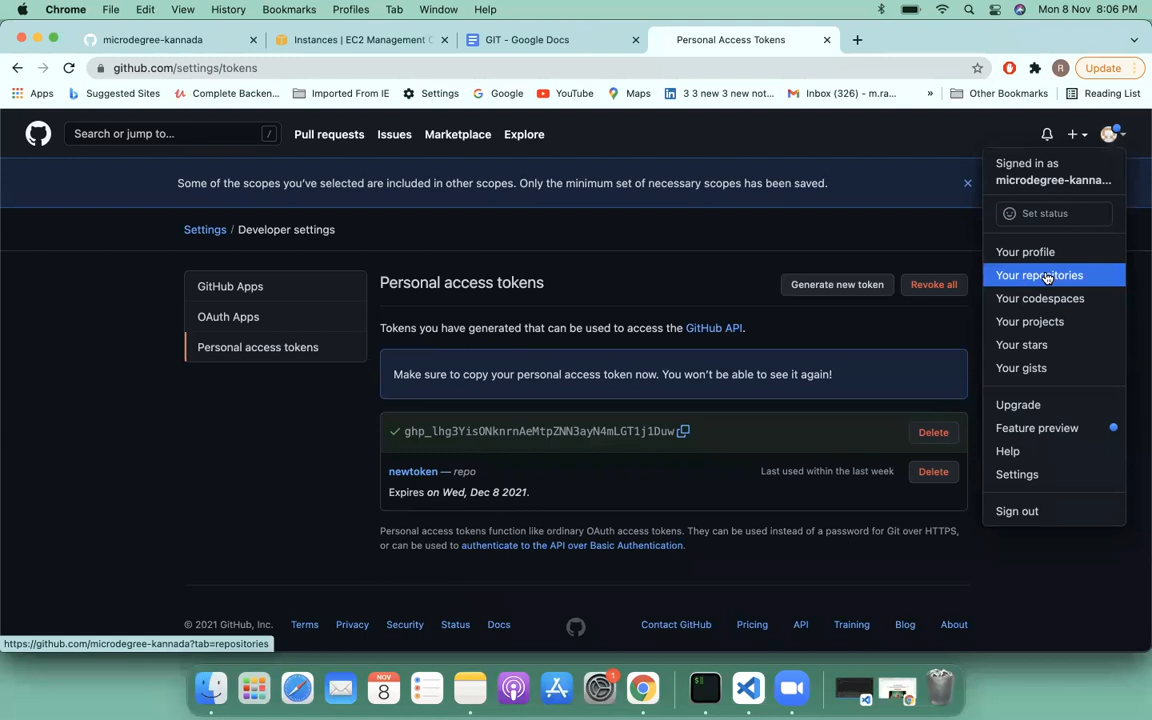 Chrome File Edit View History Bookmarks Profiles Tab Window Help Mon 8 Nov 8:06 PM
microdegree-kannada Instances | EC2 Management C GIT - Google Docs Personal Access Tokens
github.com/settings/tokens R Update
Apps Suggested Sites Complete Backen... Imported From IE Settings Google YouTube Maps 3 3 new 3 new not... Inbox (326) - m.ra... » Other Bookmarks Reading List
Search or jump to... / Pull requests Issues Marketplace Explore
Signed in as
microdegree-kanna...
Some of the scopes you've selected are included in other scopes. Only the minimum set of necessary scopes has been saved.
Set status
Settings / Developer settings
Your profile
Your repositories
Your codespaces
Your projects
Your stars
Your gists
Upgrade
Feature preview
Help
Settings
Sign out
GitHub Apps
OAuth Apps
Personal access tokens
Personal access tokens Generate new token Revoke all
Tokens you have generated that can be used to access the GitHub API.
Make sure to copy your personal access token now. You won't be able to see it again!
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 Delete
newtoken — repo Last used within the last week Delete
Expires on Wed, Dec 8 2021.
Personal access tokens function like ordinary OAuth access tokens. They can be used instead of a password for Git over HTTPS,
or can be used to authenticate to the API over Basic Authentication.
© 2021 GitHub, Inc. Terms Privacy Security Status Docs Contact GitHub Pricing API Training Blog About
https://github.com/microdegree-kannada?tab=repositories
NOV
8
1
$